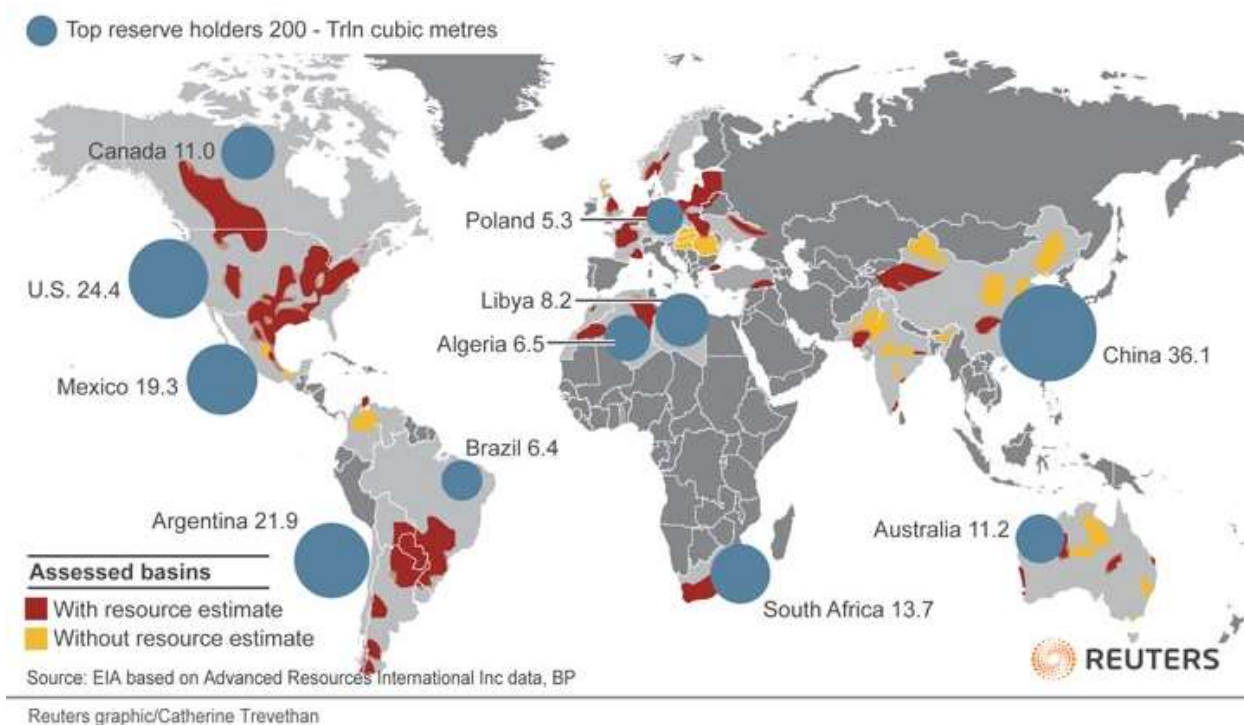 Top reserve holders 200 - Trln cubic metres
Canada 11.0
Poland 5.3
U.S. 24.4
Libya 8.2
Algeria 6.5
China 36.1
Mexico 19.3
Brazil 6.4
Argentina 21.9
Australia 11.2
South Africa 13.7
Assessed basins
With resource estimate
Without resource estimate
REUTERS
Source: EIA based on Advanced Resources International Inc data, BP
Reuters graphic/Catherine Trevethan